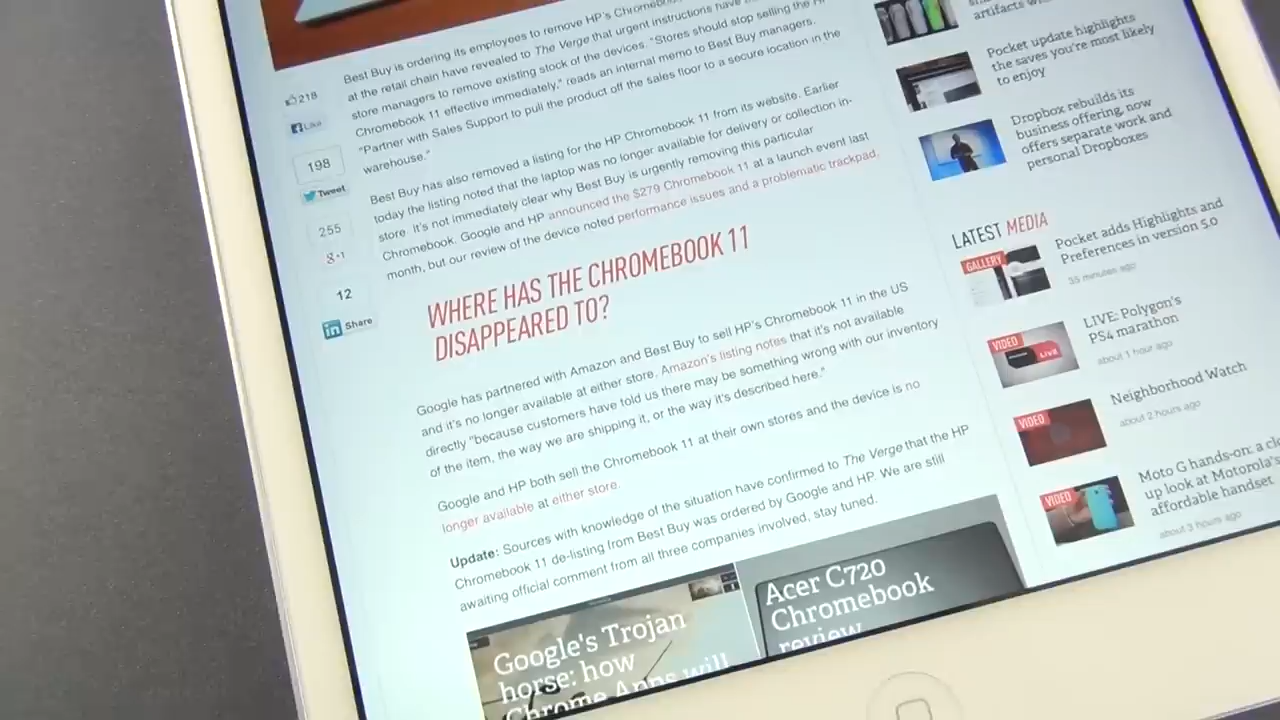 Best Buy is ordering its employees to remove HP's
at the retail chain have revealed to The Verge that urgent instructions have
store managers to remove existing stock of the devices. "Stores should stop selling the
Chromebook 11 effective immediately," reads an internal memo to Best Buy managers.
"Partner with Sales Support to pull the product off the sales floor to a secure location in the
warehouse."
Best Buy has also removed a listing for the HP Chromebook 11 from its website. Earlier
today the listing noted that the laptop was no longer available for delivery or collection in-
store. It's not immediately clear why Best Buy is urgently removing this particular
Chromebook. Google and HP announced the $279 Chromebook 11 at a launch event last
month, but our review of the device noted performance issues and a problematic trackpad.
WHERE HAS THE CHROMEBOOK 11
DISAPPEARED TO?
Google has partnered with Amazon and Best Buy to sell HP's Chromebook 11 in the US
and it's no longer available at either store. Amazon's listing notes that it's not available
directly "because customers have told us there may be something wrong with our inventory
of the item, the way we are shipping it, or the way it's described here."
Google and HP both sell the Chromebook 11 at their own stores and the device is no
longer available at either store.
Update: Sources with knowledge of the situation have confirmed to The Verge that the HP
Chromebook 11 de-listing from Best Buy was ordered by Google and HP. We are still
awaiting official comment from all three companies involved, stay tuned.
Google's Trojan
horse: how
Chrome Apps will
Acer C720
Chromebook
review
218
Like
198
Tweet
255
g+1
12
in Share
artifacts
Pocket update highlights
the saves you're most likely
to enjoy
Dropbox rebuilds its
business offering, now
offers separate work and
personal Dropboxes
LATEST MEDIA
GALLERY
Pocket adds Highlights and
Preferences in version 5.0
35 minutes ago
VIDEO
LIVE
LIVE: Polygon's
PS4 marathon
about 1 hour ago
VIDEO
Neighborhood Watch
about 2 hours ago
VIDEO
Moto G hands-on: a
up look at Motorola's
affordable handset
about 3 hours ago